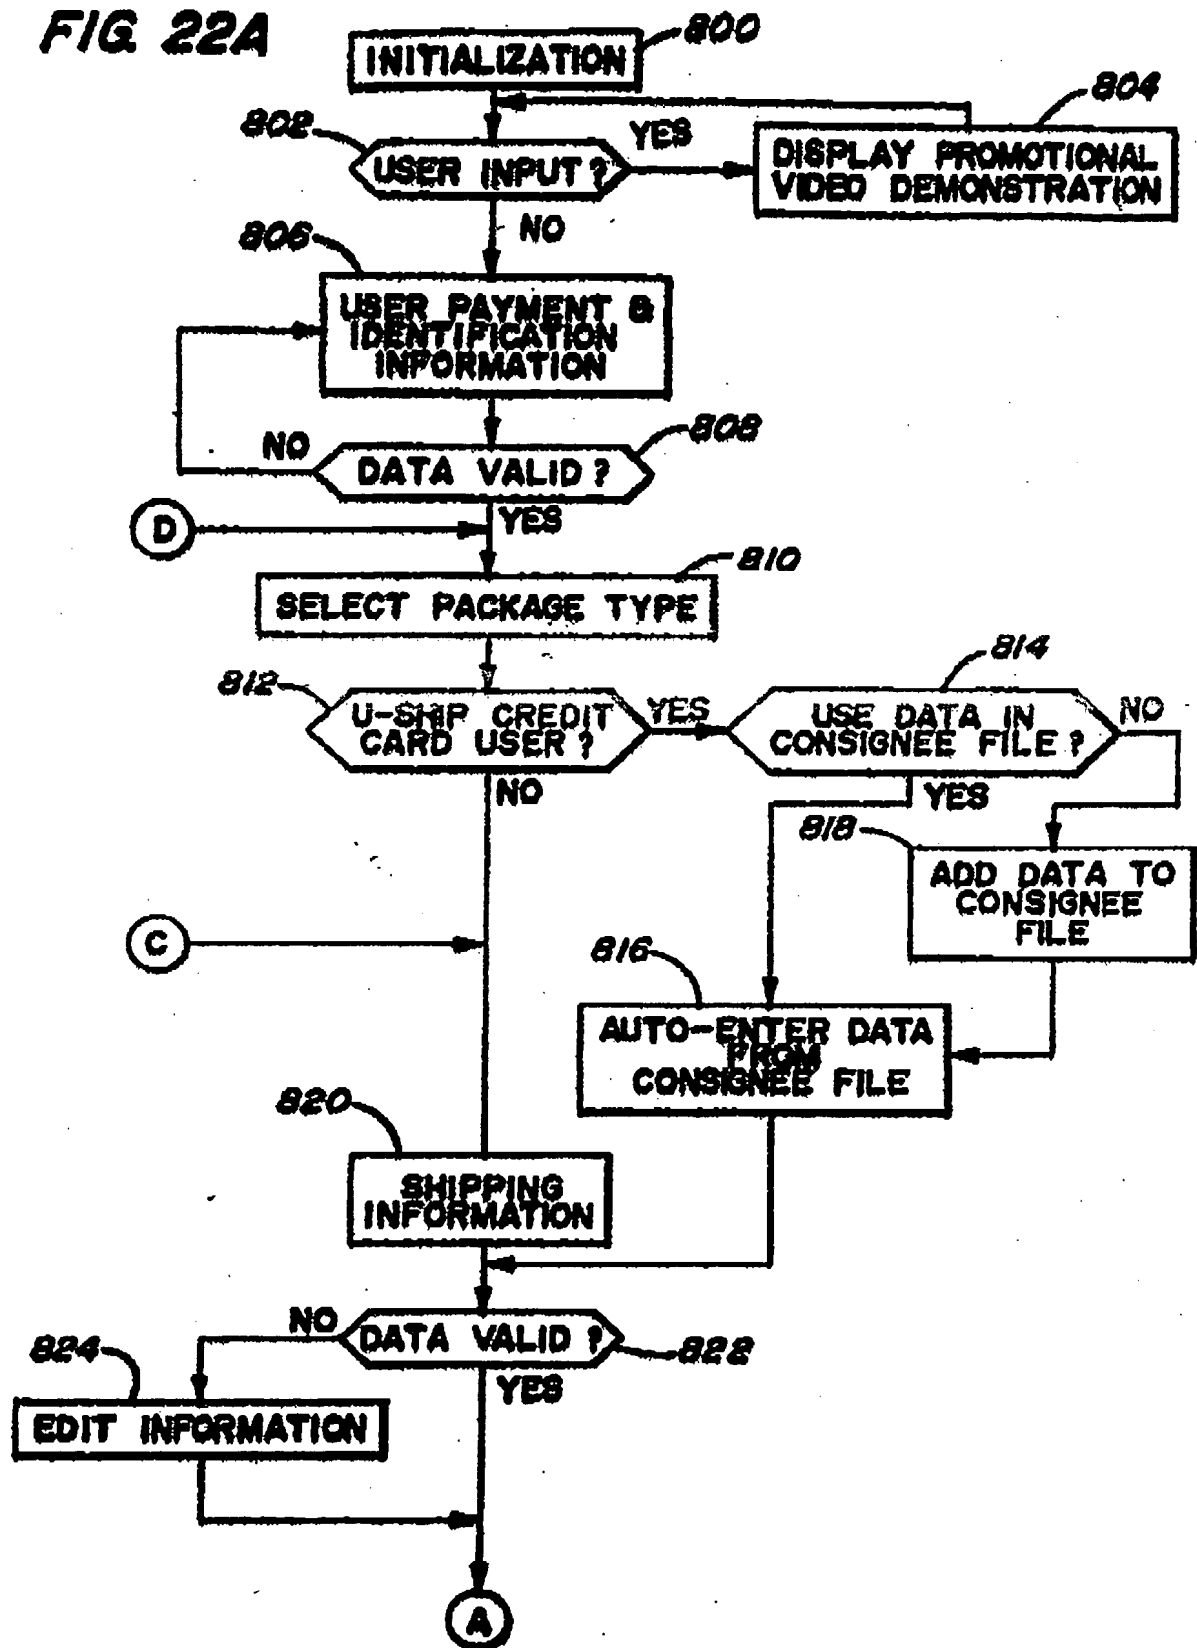 FIG. 22A
INITIALIZATION
800
802
USER INPUT?
YES
804
DISPLAY PROMOTIONAL
VIDEO DEMONSTRATION
NO
806
USER PAYMENT &
IDENTIFICATION
INFORMATION
NO
DATA VALID?
808
D
YES
810
SELECT PACKAGE TYPE
812
U-SHIP CREDIT
CARD USER?
YES
814
USE DATA IN
CONSIGNEE FILE?
NO
NO
YES
818
ADD DATA TO
CONSIGNEE
FILE
C
816
AUTO-ENTER DATA
FROM
CONSIGNEE FILE
820
SHIPPING
INFORMATION
NO
DATA VALID?
822
824
YES
EDIT INFORMATION
A